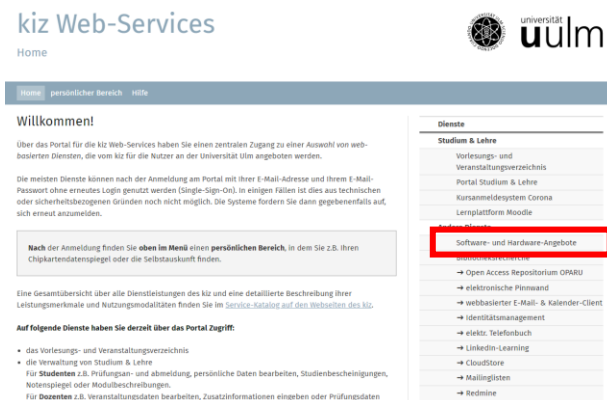 kiz Web-Services
Home
universität
uulm
Home persönlicher Bereich Hilfe
Willkommen!
Über das Portal für die kiz Web-Services haben Sie einen zentralen Zugang zu einer Auswahl von web-
basierten Diensten, die vom kiz für die Nutzer an der Universität Ulm angeboten werden.
Die meisten Dienste können nach der Anmeldung am Portal mit Ihrer E-Mail-Adresse und Ihrem E-Mail-
Passwort ohne erneutes Login genutzt werden (Single-Sign-On). In einigen Fällen ist dies aus technischen
oder sicherheitsbezogenen Gründen noch nicht möglich. Die Systeme fordern Sie dann gegebenenfalls auf,
sich erneut anzumelden.
Nach der Anmeldung finden Sie oben im Menü einen persönlichen Bereich, in dem Sie z.B. Ihren
Chipkartendatenspiegel oder die Selbstauskunft finden.
Eine Gesamtübersicht über alle Dienstleistungen des kiz und eine detaillierte Beschreibung ihrer
Leistungsmerkmale und Nutzungsmodalitäten finden Sie im Service-Katalog auf den Webseiten des kiz.
Auf folgende Dienste haben Sie derzeit über das Portal Zugriff:
• das Vorlesungs- und Veranstaltungsverzeichnis
• die Verwaltung von Studium & Lehre
Für Studenten z.B. Prüfungsan- und abmeldung, persönliche Daten bearbeiten, Studienbescheinigungen,
Notenspiegel oder Modulbeschreibungen.
Für Dozenten z.B. Veranstaltungsdaten bearbeiten, Zusatzinformationen eingeben oder Prüfungsdaten
Dienste
Studium & Lehre
Vorlesungs- und
Veranstaltungsverzeichnis
Portal Studium & Lehre
Kursanmeldesystem Corona
Lernplattform Moodle
Andere Dienste
Software- und Hardware-Angebote
Bibliotheksrecherche
→ Open Access Repositorium OPARU
→ elektronische Pinnwand
→ webbasierter E-Mail- & Kalender-Client
→ Identitätsmanagement
→ elektr. Telefonbuch
→ LinkedIn-Learning
→ CloudStore
→ Mailinglisten
→ Redmine